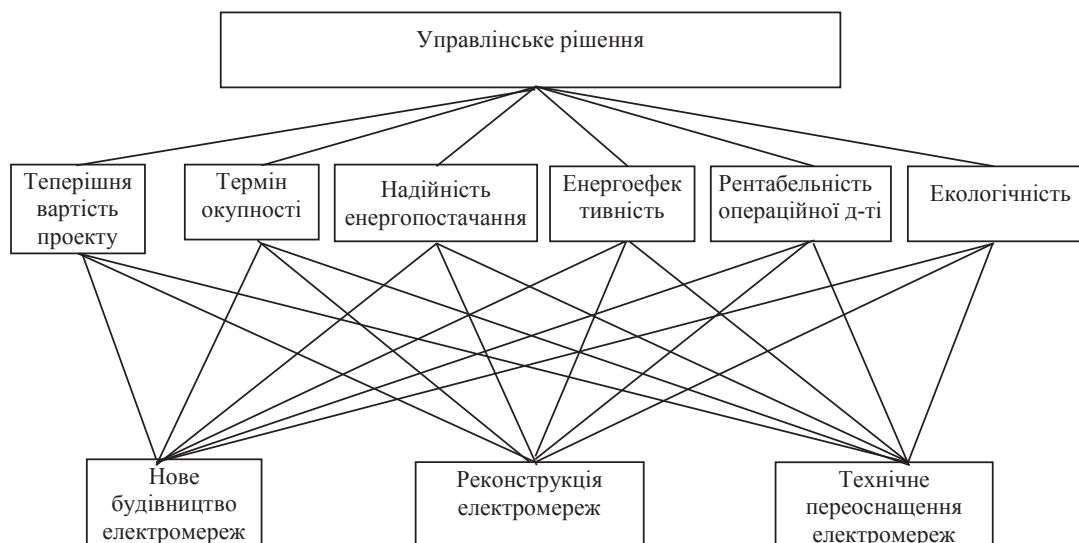 Управлінське рішення
Теперішня
вартість
проекту
Термін
окупності
Надійність
енергопостачання
Енергоефек
тивність
Рентабельність
операційної д-ті
Екологічність
Нове
будівництво
електромереж
Реконструкція
електромереж
Технічне
переоснащення
електромереж